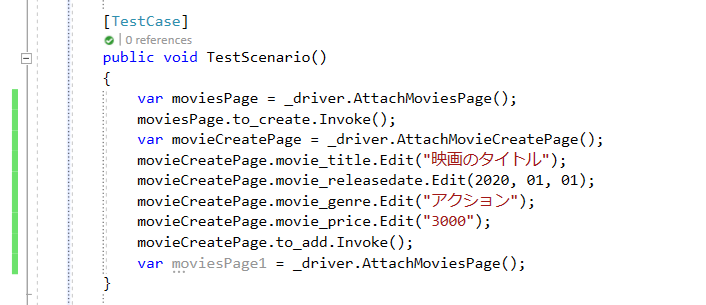 [TestCase]
| 0 references
public void TestScenario()
{
var moviesPage = _driver.AttachMoviesPage();
moviesPage.to_create.Invoke();
var movieCreatePage = _driver.AttachMovieCreatePage();
movieCreatePage.movie_title.Edit("映画のタイトル");
movieCreatePage.movie_releasedate.Edit(2020, 01, 01);
movieCreatePage.movie_genre.Edit("アクション");
movieCreatePage.movie_price.Edit("3000");
movieCreatePage.to_add.Invoke();
var moviesPage1 = _driver.AttachMoviesPage();
}